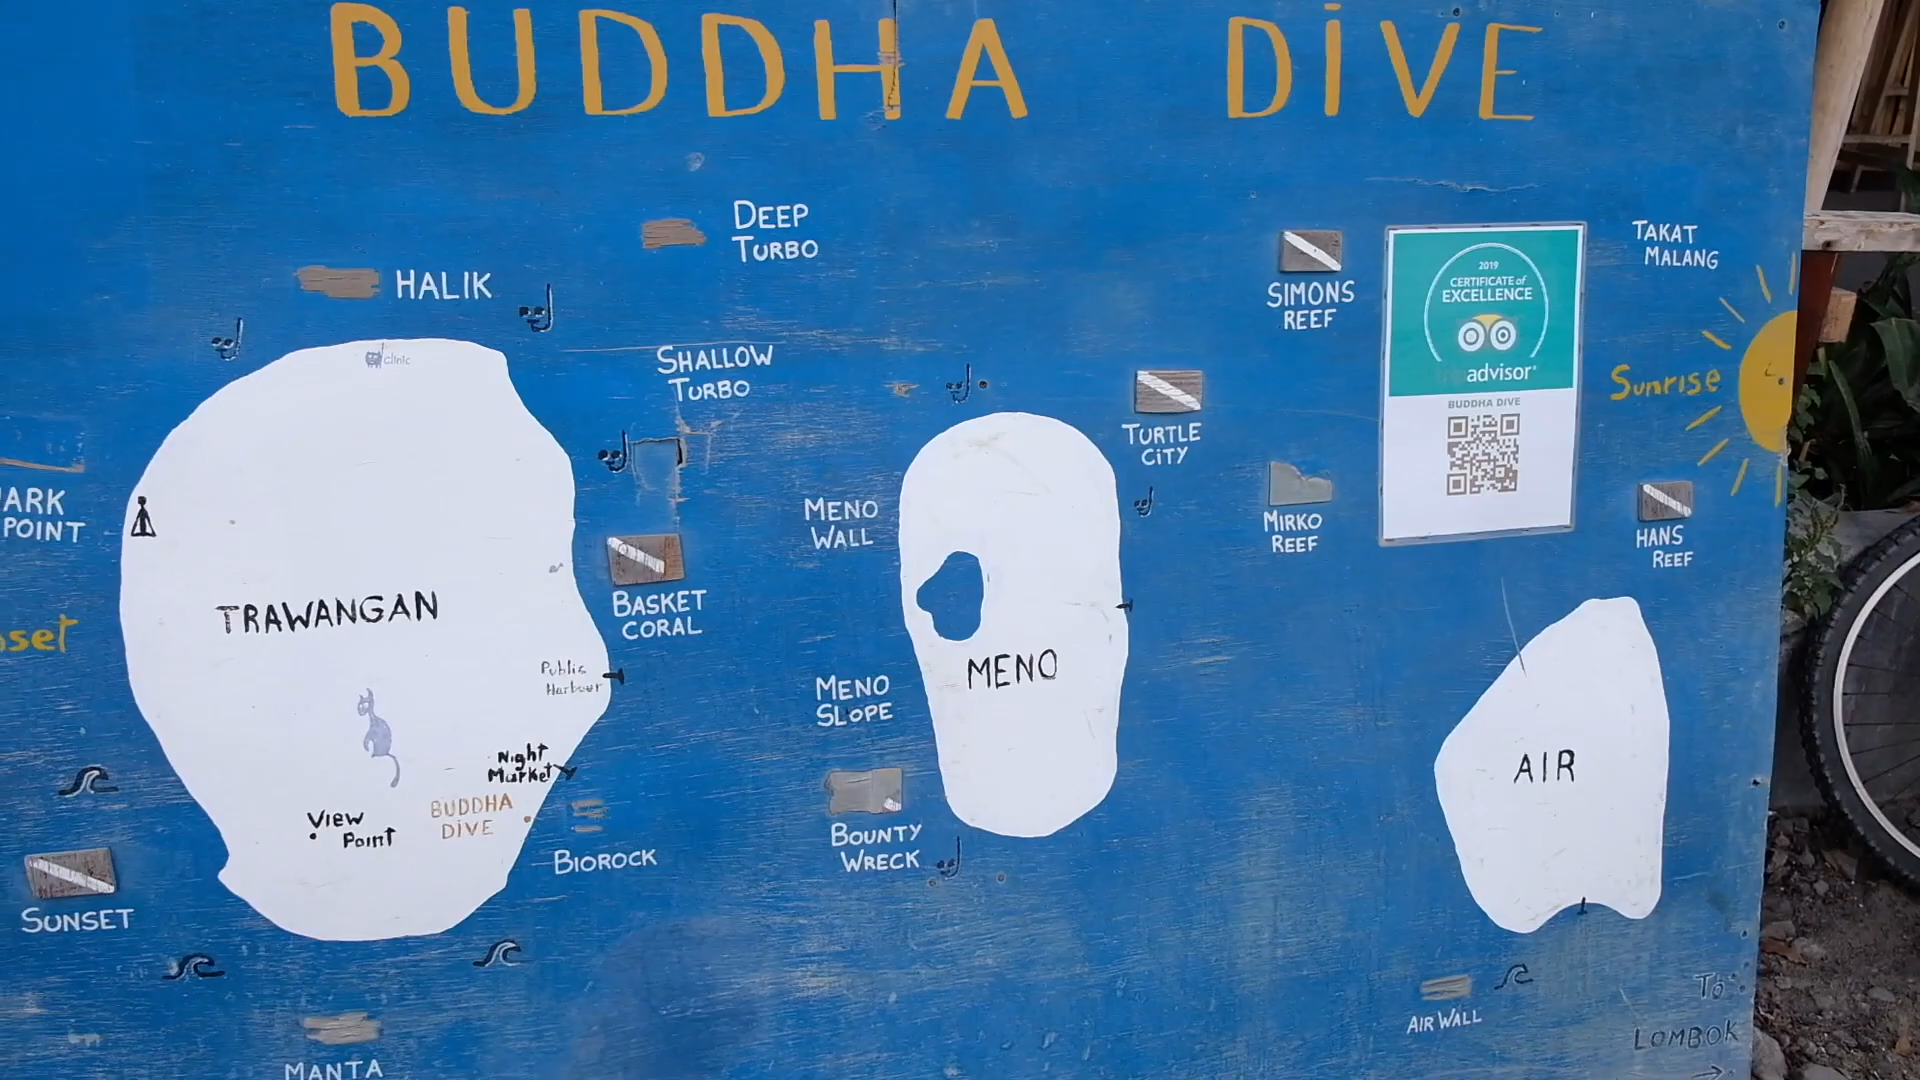 BUDDHA DIVE
DEEP
TURBO
HALIK
clinic
SHALLOW
TURBO
SIMONS
REEF
2019
CERTIFICATE of
EXCELLENCE
advisor
BUDDHA DIVE
TAKAT
MALANG
Sunrise
TURTLE
CITY
MENO
WALL
MIRKO
REEF
HANS
REEF
ARK
POINT
set
TRAWANGAN
BASKET
CORAL
Public
Harbour
MENO
MENO
SLOPE
Night
Market
BUDDHA
DIVE
View
Point
BIOROCK
BOUNTY
WRECK
AIR
SUNSET
MANTA
AIR WALL
To
LOMBOK